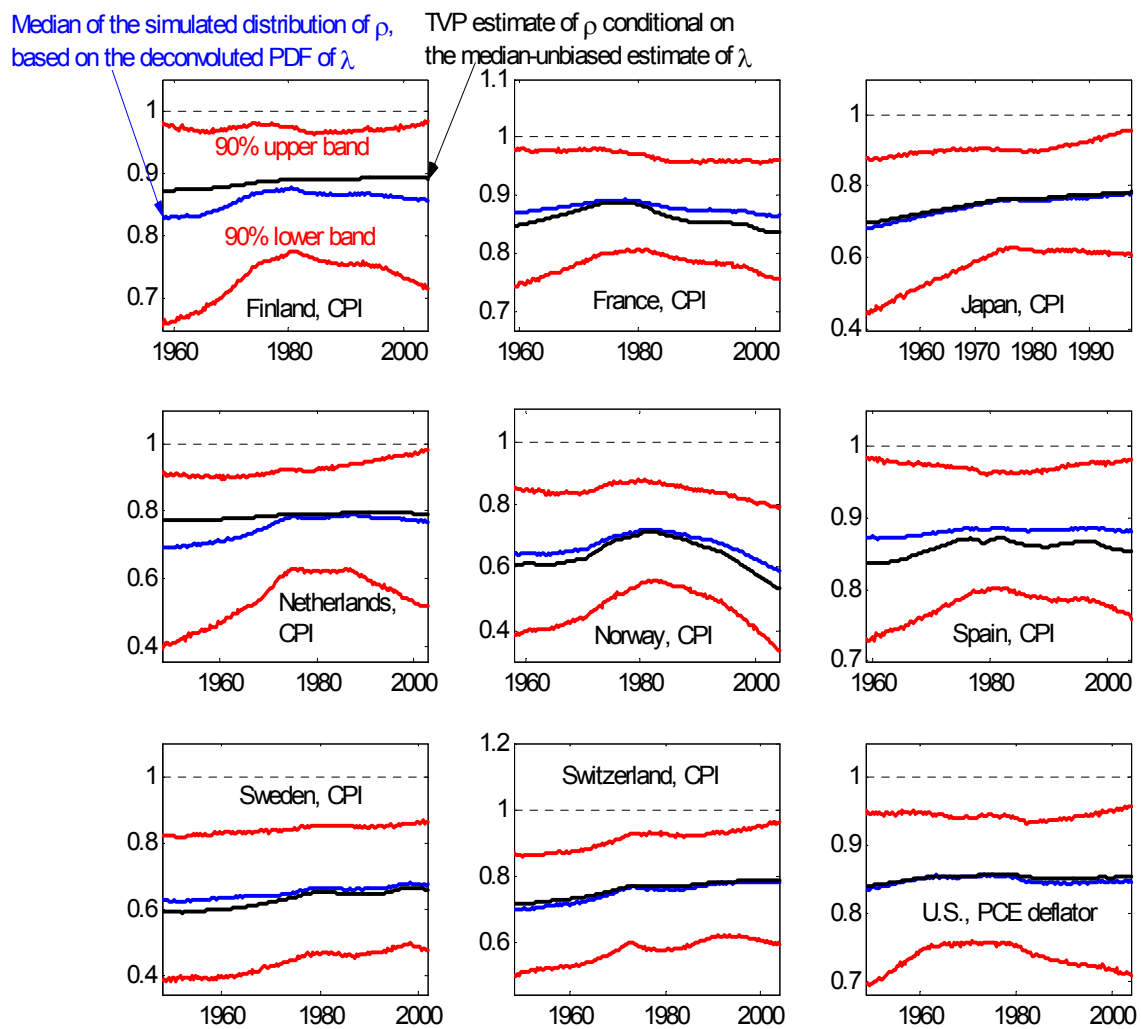 Median of the simulated distribution of ρ,
based on the deconvoluted PDF of λ
TVP estimate of ρ conditional on
the median-unbiased estimate of λ
1
0.9
0.8
0.7
90% upper band
90% lower band
Finland, CPI
1960 1980 2000
1.1
1
0.9
0.8
0.7
France, CPI
1960 1980 2000
1
0.8
0.6
0.4
Japan, CPI
1960 1970 1980 1990
1
0.8
0.6
0.4
Netherlands,
CPI
1960 1980 2000
1
0.8
0.6
0.4
Norway, CPI
1960 1980 2000
1
0.9
0.8
0.7
Spain, CPI
1960 1980 2000
1
0.8
0.6
0.4
Sweden, CPI
1960 1980 2000
1.2
1
0.8
0.6
Switzerland, CPI
1960 1980 2000
1
0.9
0.8
0.7
U.S., PCE deflator
1960 1980 2000